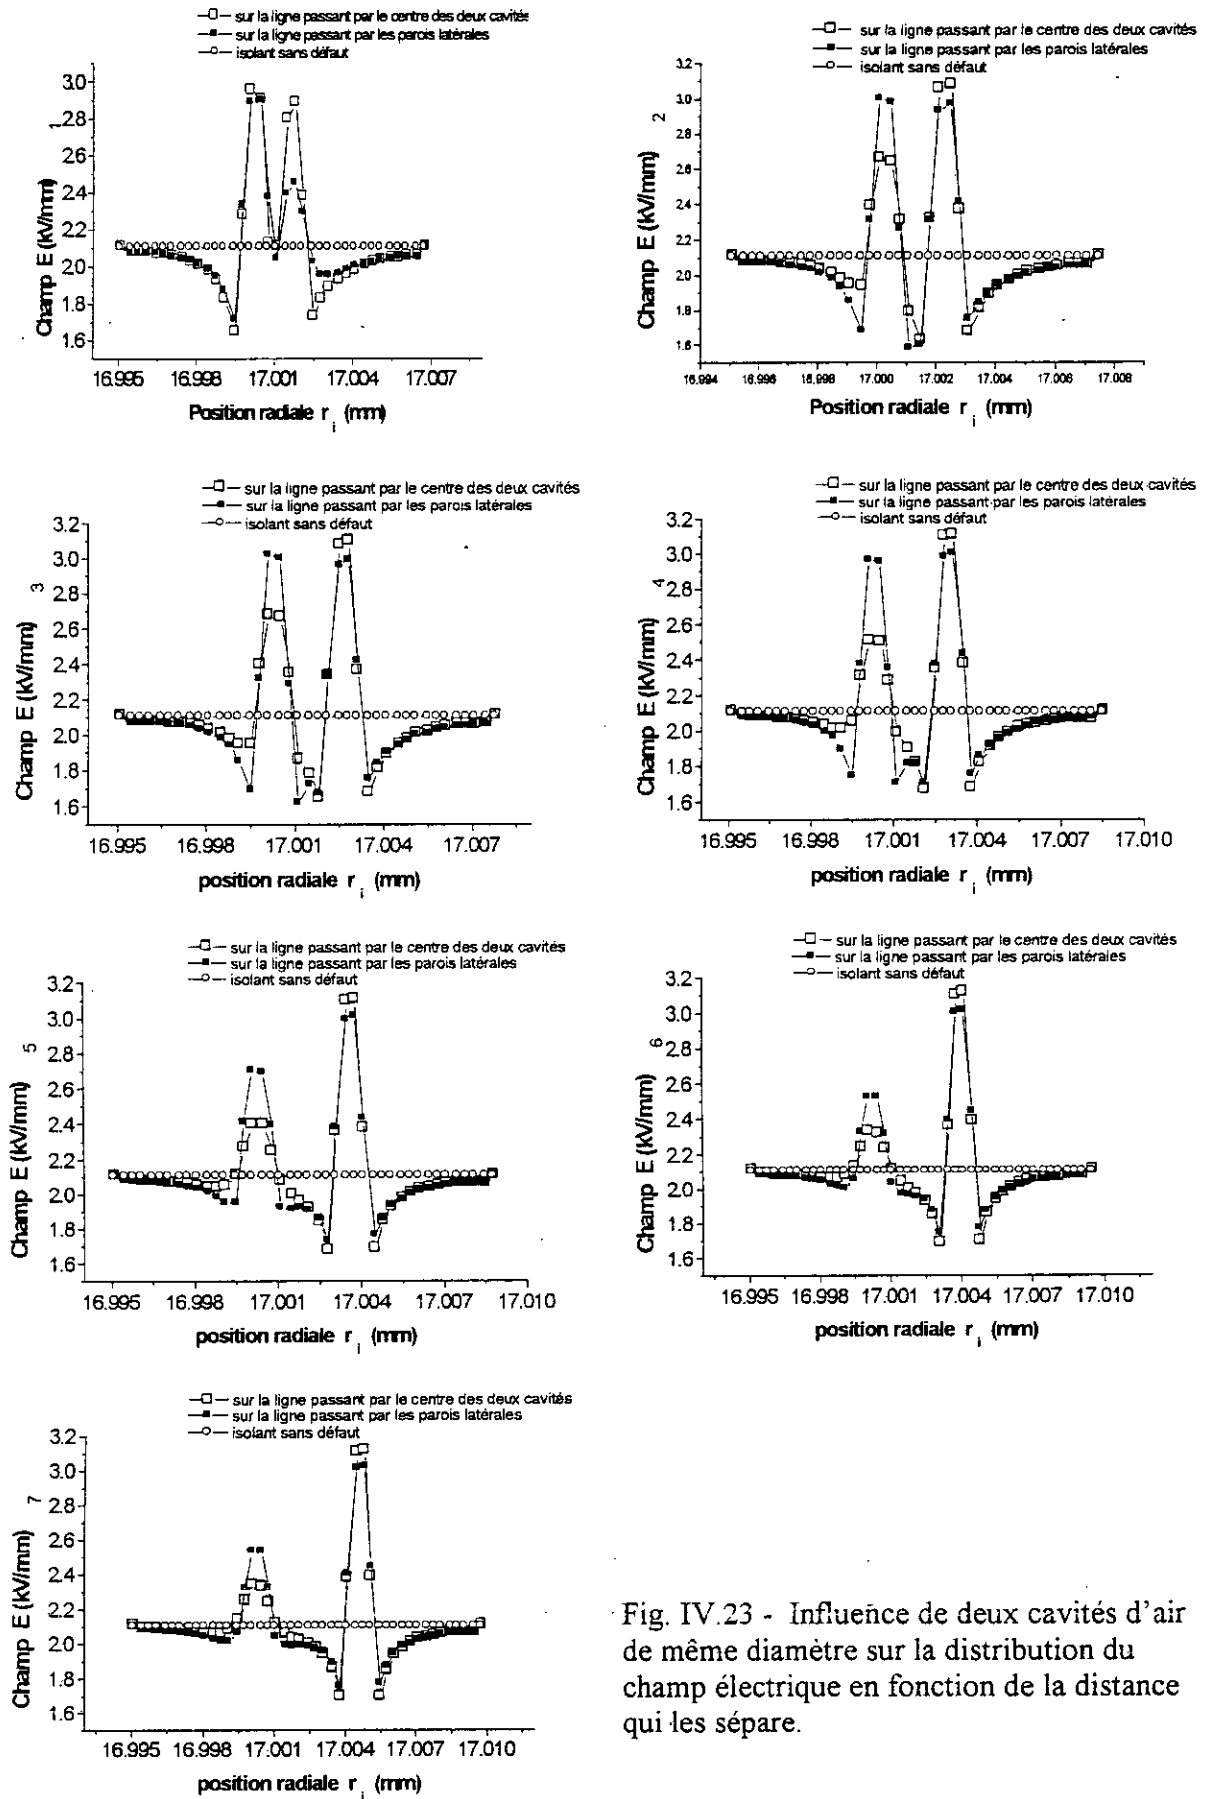 —□— sur la ligne passant par le centre des deux cavités
—■— sur la ligne passant par les parois latérales
—○— isolant sans défaut
Champ E (kV/mm)
1
3.0
2.8
2.6
2.4
2.2
2.0
1.8
1.6
16.995 16.998 17.001 17.004 17.007
Position radiale r i (mm)
—□— sur la ligne passant par le centre des deux cavités
—■— sur la ligne passant par les parois latérales
—○— isolant sans défaut
Champ E (kV/mm)
2
3.2
3.0
2.8
2.6
2.4
2.2
2.0
1.8
1.6
16.994 16.996 16.998 17.000 17.002 17.004 17.006 17.008
Position radiale r i (mm)
—□— sur la ligne passant par le centre des deux cavités
—■— sur la ligne passant par les parois latérales
—○— isolant sans défaut
Champ E (kV/mm)
3
3.2
3.0
2.8
2.6
2.4
2.2
2.0
1.8
1.6
16.995 16.998 17.001 17.004 17.007
position radiale r i (mm)
—□— sur la ligne passant par le centre des deux cavités
—■— sur la ligne passant par les parois latérales
—○— isolant sans défaut
Champ E (kV/mm)
4
3.2
3.0
2.8
2.6
2.4
2.2
2.0
1.8
1.6
16.995 16.998 17.001 17.004 17.007 17.010
position radiale r i (mm)
—□— sur la ligne passant par le centre des deux cavités
—■— sur la ligne passant par les parois latérales
—○— isolant sans défaut
Champ E (kV/mm)
5
3.2
3.0
2.8
2.6
2.4
2.2
2.0
1.8
1.6
16.995 16.998 17.001 17.004 17.007 17.010
position radiale r i (mm)
—□— sur la ligne passant par le centre des deux cavités
—■— sur la ligne passant par les parois latérales
—○— isolant sans défaut
Champ E (kV/mm)
6
3.2
3.0
2.8
2.6
2.4
2.2
2.0
1.8
1.6
16.995 16.998 17.001 17.004 17.007 17.010
position radiale r i (mm)
—□— sur la ligne passant par le centre des deux cavités
—■— sur la ligne passant par les parois latérales
—○— isolant sans défaut
Champ E (kV/mm)
7
3.2
3.0
2.8
2.6
2.4
2.2
2.0
1.8
1.6
16.995 16.998 17.001 17.004 17.007 17.010
position radiale r i (mm)
Fig. IV.23 - Influence de deux cavités d'air
de même diamètre sur la distribution du
champ électrique en fonction de la distance
qui les sépare.